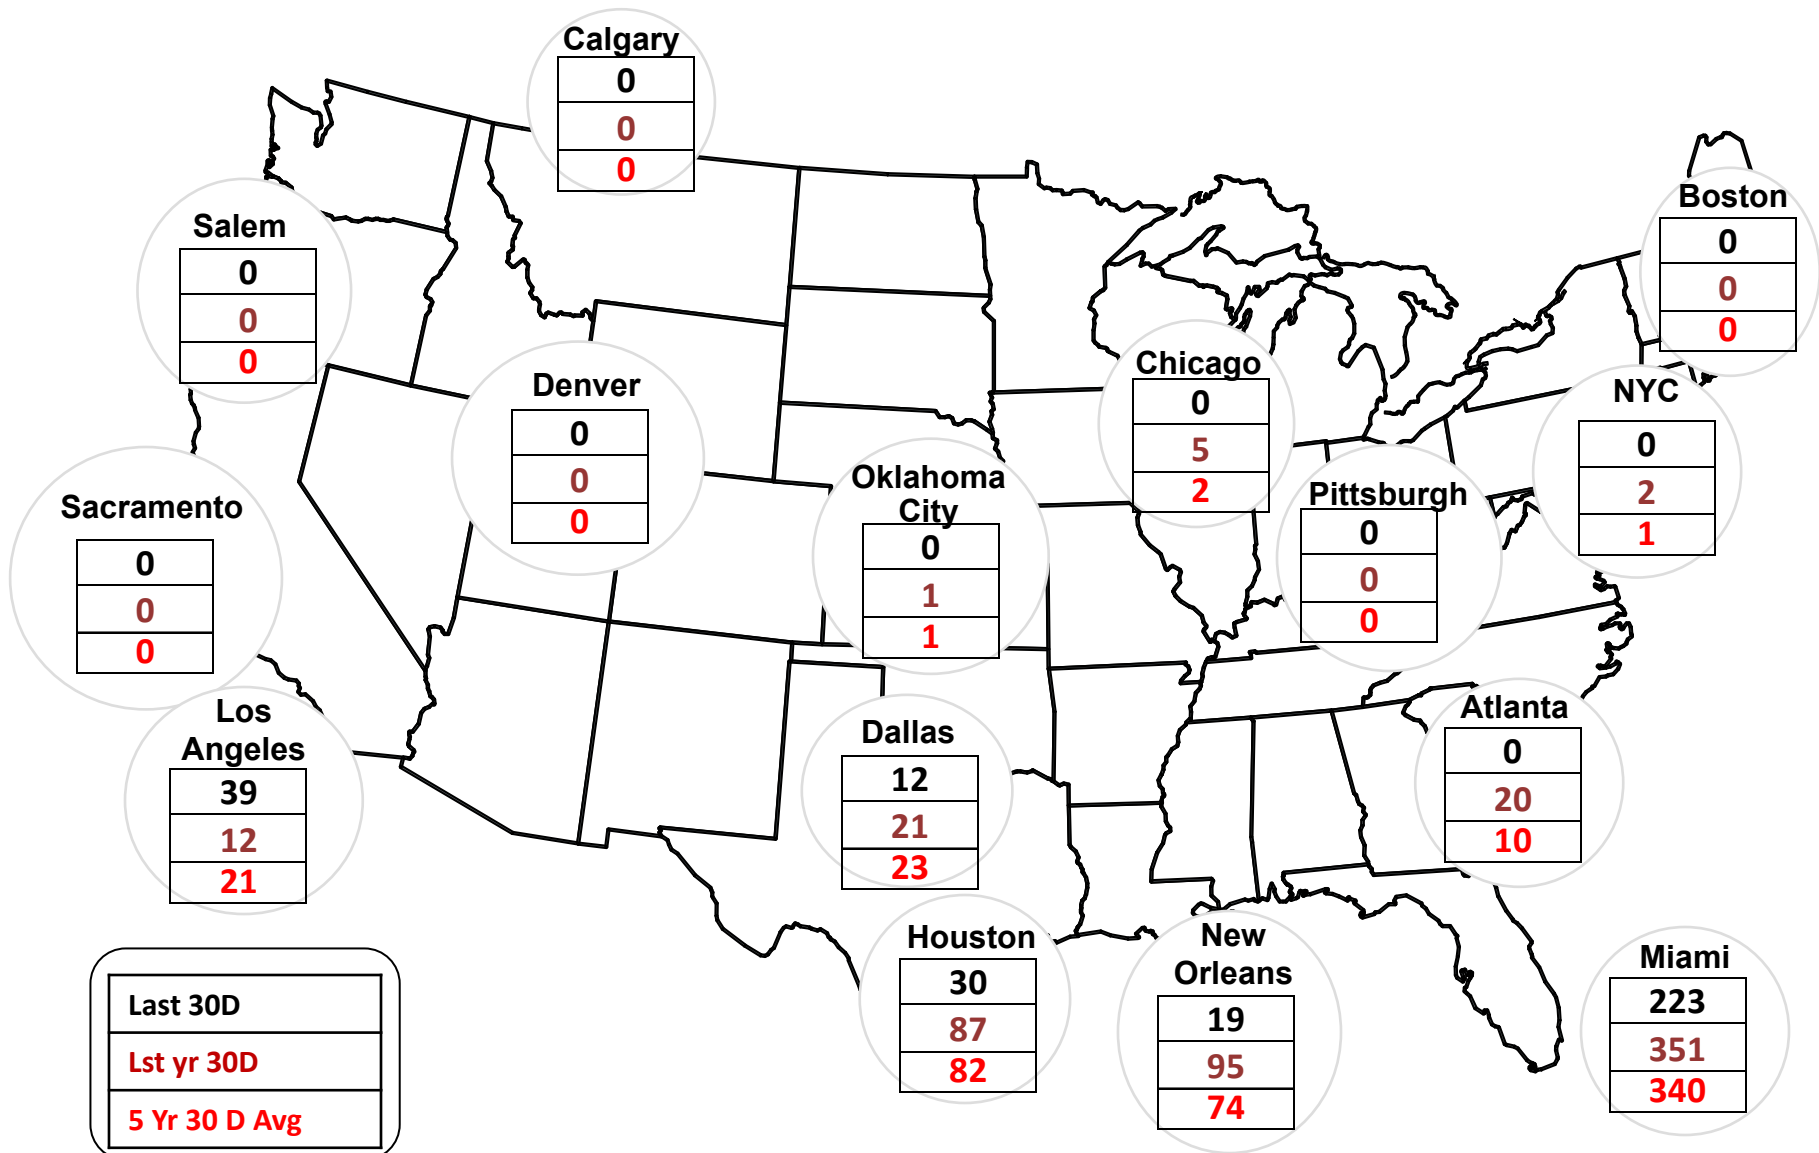 Calgary
0
0
0
Salem
0
0
0
Boston
0
0
0
Denver
0
0
0
Chicago
0
5
2
NYC
0
2
1
Sacramento
0
0
0
Oklahoma
City
0
1
1
Pittsburgh
0
0
0
Los
Angeles
39
12
21
Dallas
12
21
23
Atlanta
0
20
10
Houston
30
87
82
New
Orleans
19
95
74
Miami
223
351
340
Last 30D
Lst yr 30D
5 Yr 30 D Avg